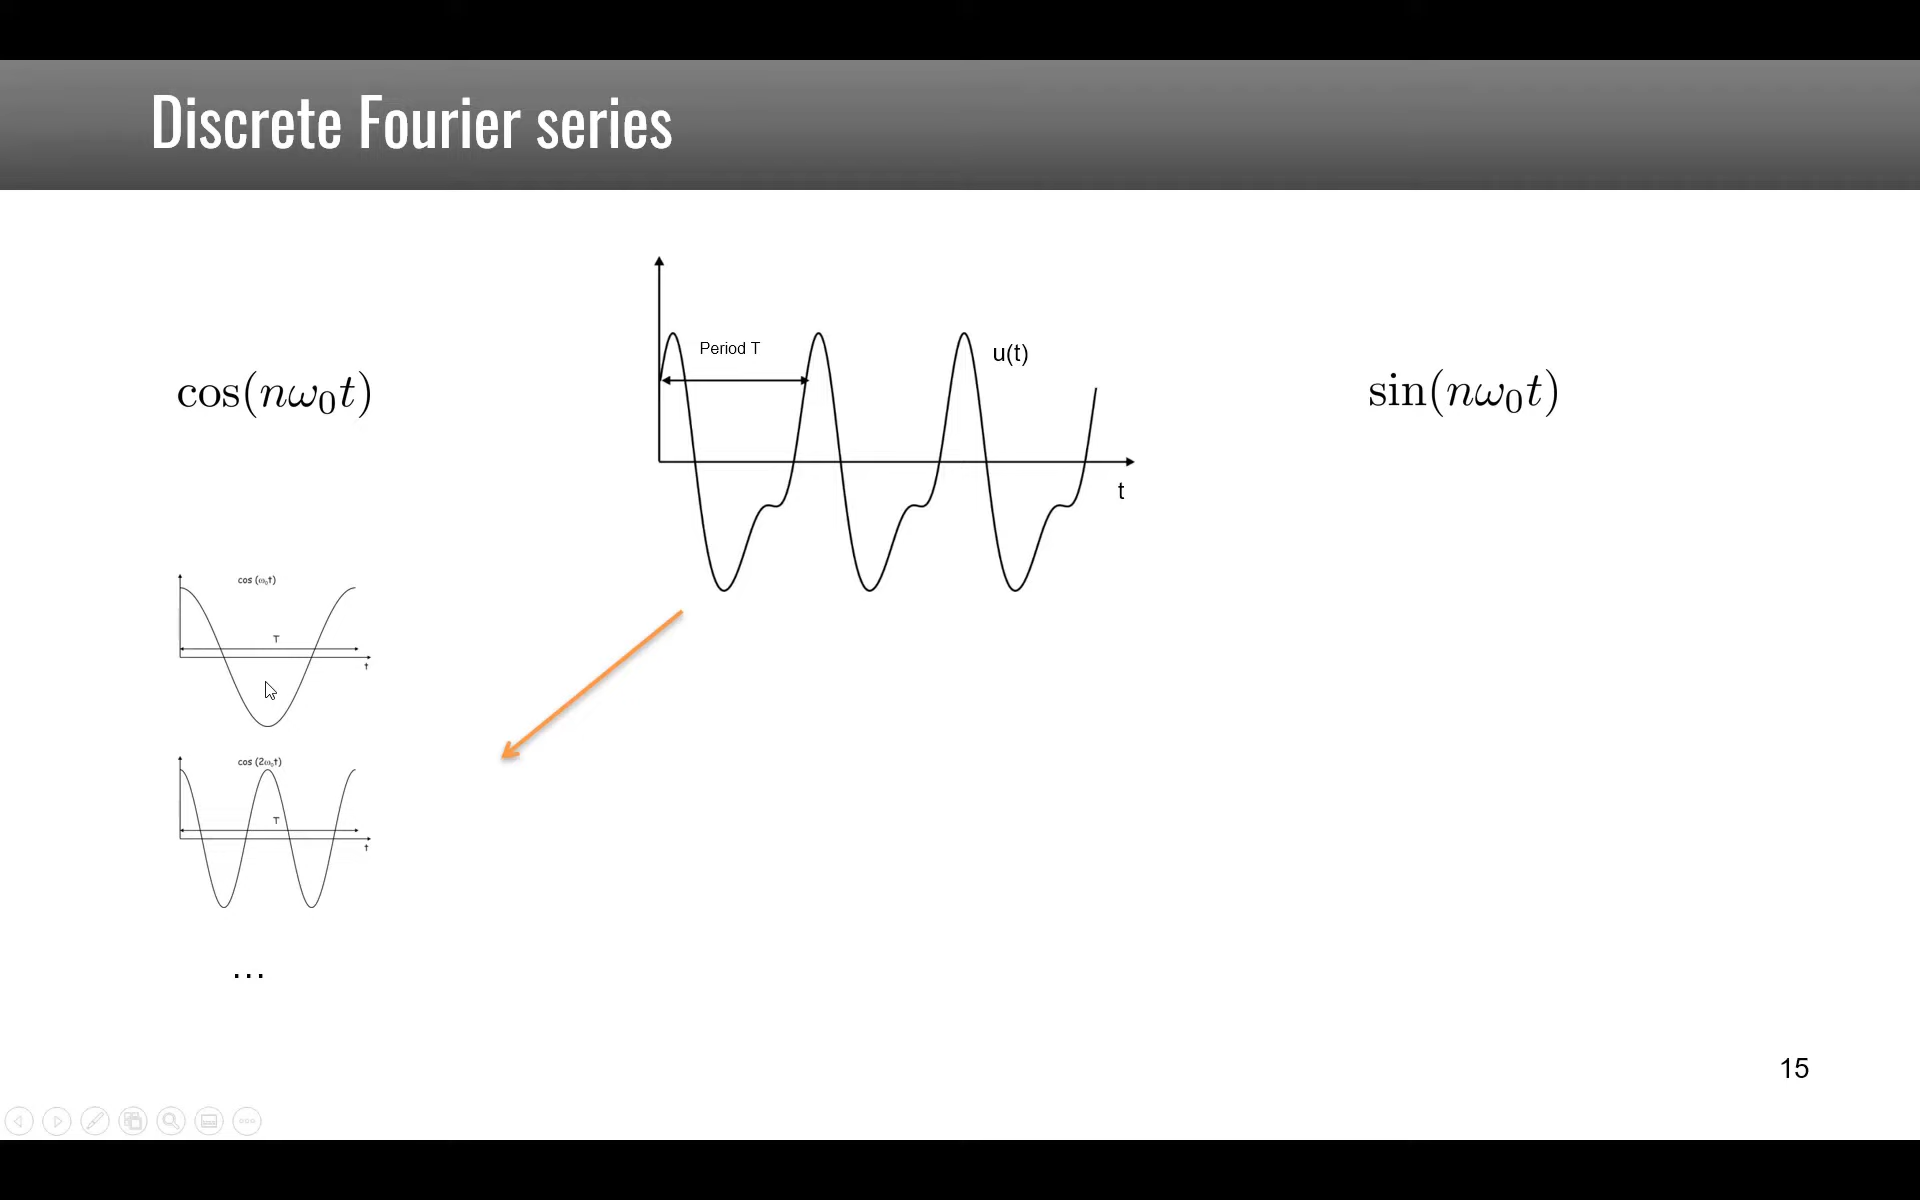 Discrete Fourier series
Period T
u(t)
cos(nω₀t)
sin(nω₀t)
t
cos (ω₀t)
T
t
cos (2ω₀t)
T
t
...
15